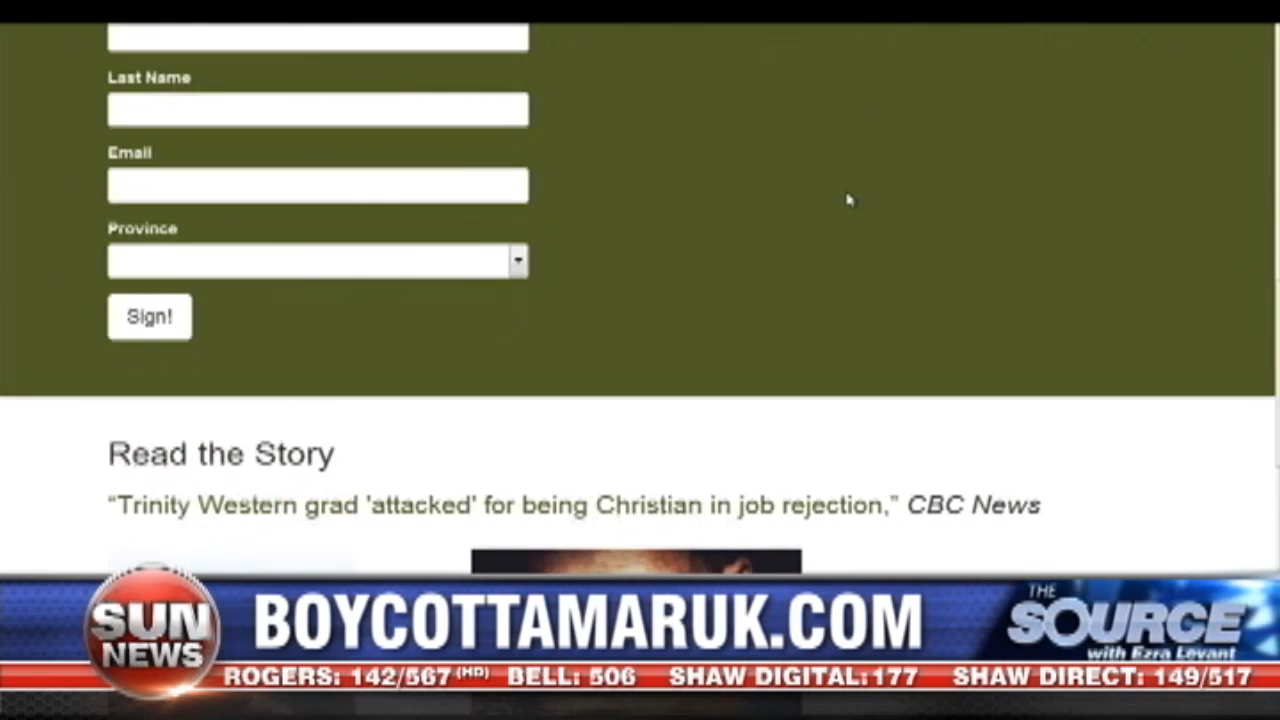 Last Name
Email
Province
Sign!
Read the Story
“Trinity Western grad 'attacked' for being Christian in job rejection,” CBC News
SUN
NEWS
BOYCOTTAMARUK.COM
THE
SOURCE
with Ezra Levant
ROGERS: 142/567 (HD) BELL: 506 SHAW DIGITAL: 177 SHAW DIRECT: 149/517